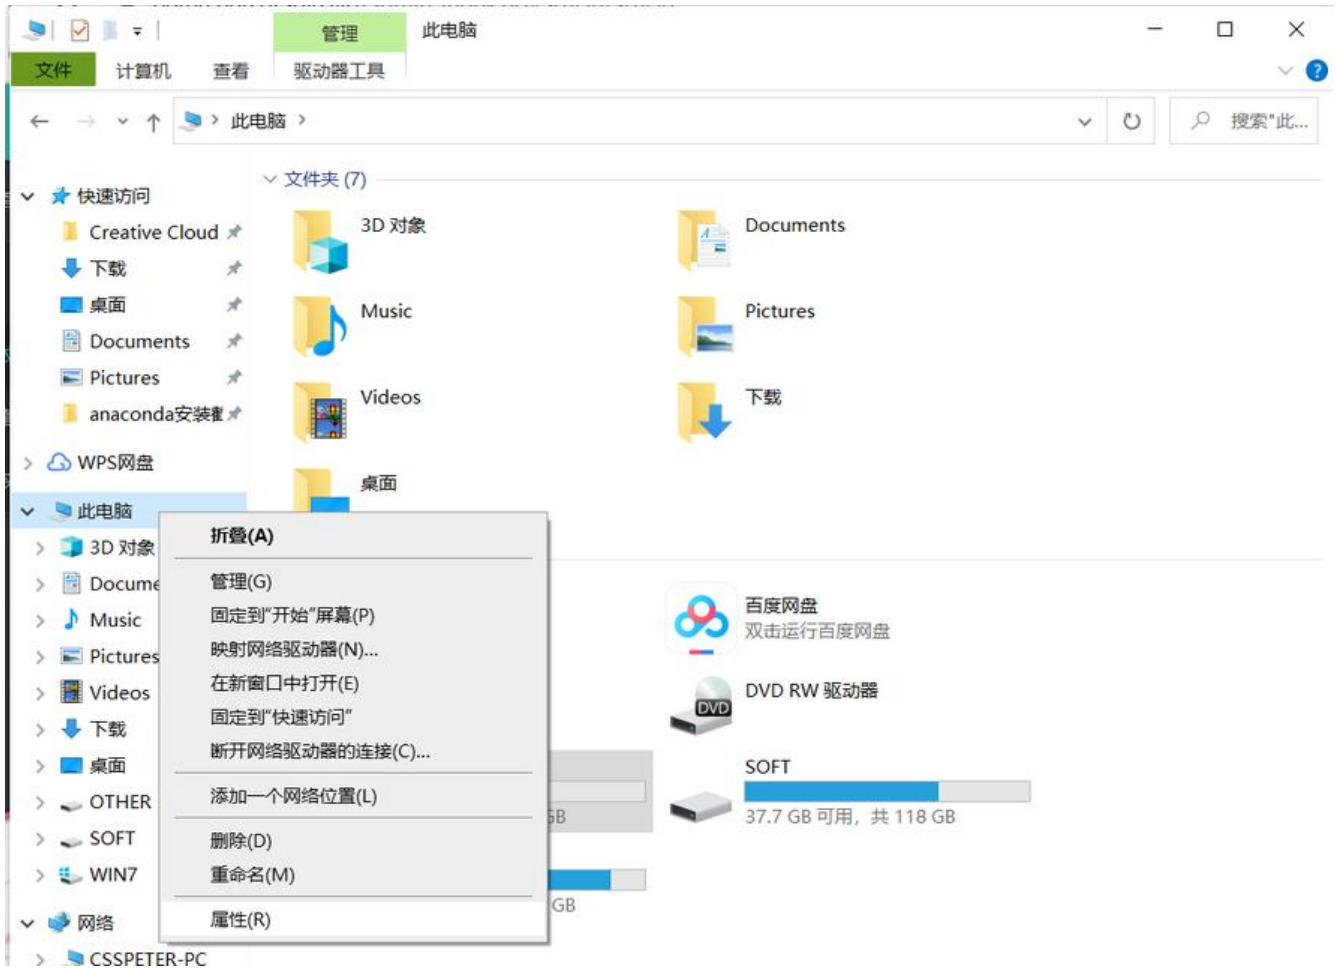 管理
此电脑
文件
计算机
查看
驱动器工具
此电脑
搜索"此...
快速访问
Creative Cloud
下载
桌面
Documents
Pictures
anaconda安装
WPS网盘
此电脑
3D 对象
Docume
Music
Pictures
Videos
下载
桌面
OTHER
SOFT
WIN7
网络
CSSPETER-PC
文件夹 (7)
3D 对象
Documents
Music
Pictures
Videos
下载
桌面
折叠(A)
管理(G)
固定到"开始"屏幕(P)
映射网络驱动器(N)...
在新窗口中打开(E)
固定到"快速访问"
断开网络驱动器的连接(C)...
添加一个网络位置(L)
删除(D)
重命名(M)
属性(R)
百度网盘
双击运行百度网盘
DVD RW 驱动器
DVD
SOFT
37.7 GB 可用，共 118 GB
GB
GB